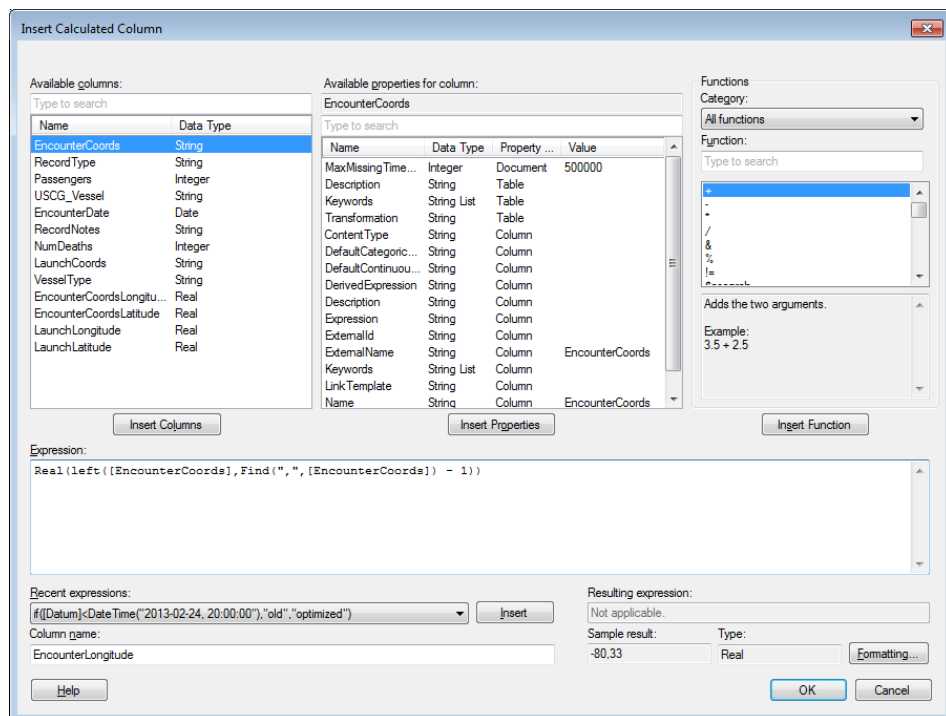 Insert Calculated Column
Available columns:
Type to search
Name Data Type
EncounterCoords String
RecordType String
Passengers Integer
USCG_Vessel String
EncounterDate Date
RecordNotes String
NumDeaths Integer
LaunchCoords String
VesselType String
EncounterCoordsLongitu... Real
EncounterCoordsLatitude Real
LaunchLongitude Real
LaunchLatitude Real
Insert Columns
Available properties for column:
EncounterCoords
Type to search
Name Data Type Property ... Value
MaxMissingTime... Integer Document 500000
Description String Table
Keywords String List Table
Transformation String Table
ContentType String Column
DefaultCategoric... String Column
DefaultContinuou... String Column
DerivedExpression String Column
Description String Column
Expression String Column
ExternalId String Column
ExternalName String Column EncounterCoords
Keywords String List Column
LinkTemplate String Column
Name String Column EncounterCoords
Insert Properties
Functions
Category:
All functions
Function:
Type to search
+
-
*
/
&
%
!=
Adds the two arguments.
Example:
3.5 + 2.5
Insert Function
Expression:
Real(left([EncounterCoords],Find(",",[EncounterCoords]) - 1))
Recent expressions:
if([Datum]<DateTime("2013-02-24, 20:00:00"),"old","optimized")
Insert
Resulting expression:
Not applicable.
Column name:
EncounterLongitude
Sample result:
-80,33
Type:
Real
Formatting...
Help
OK
Cancel